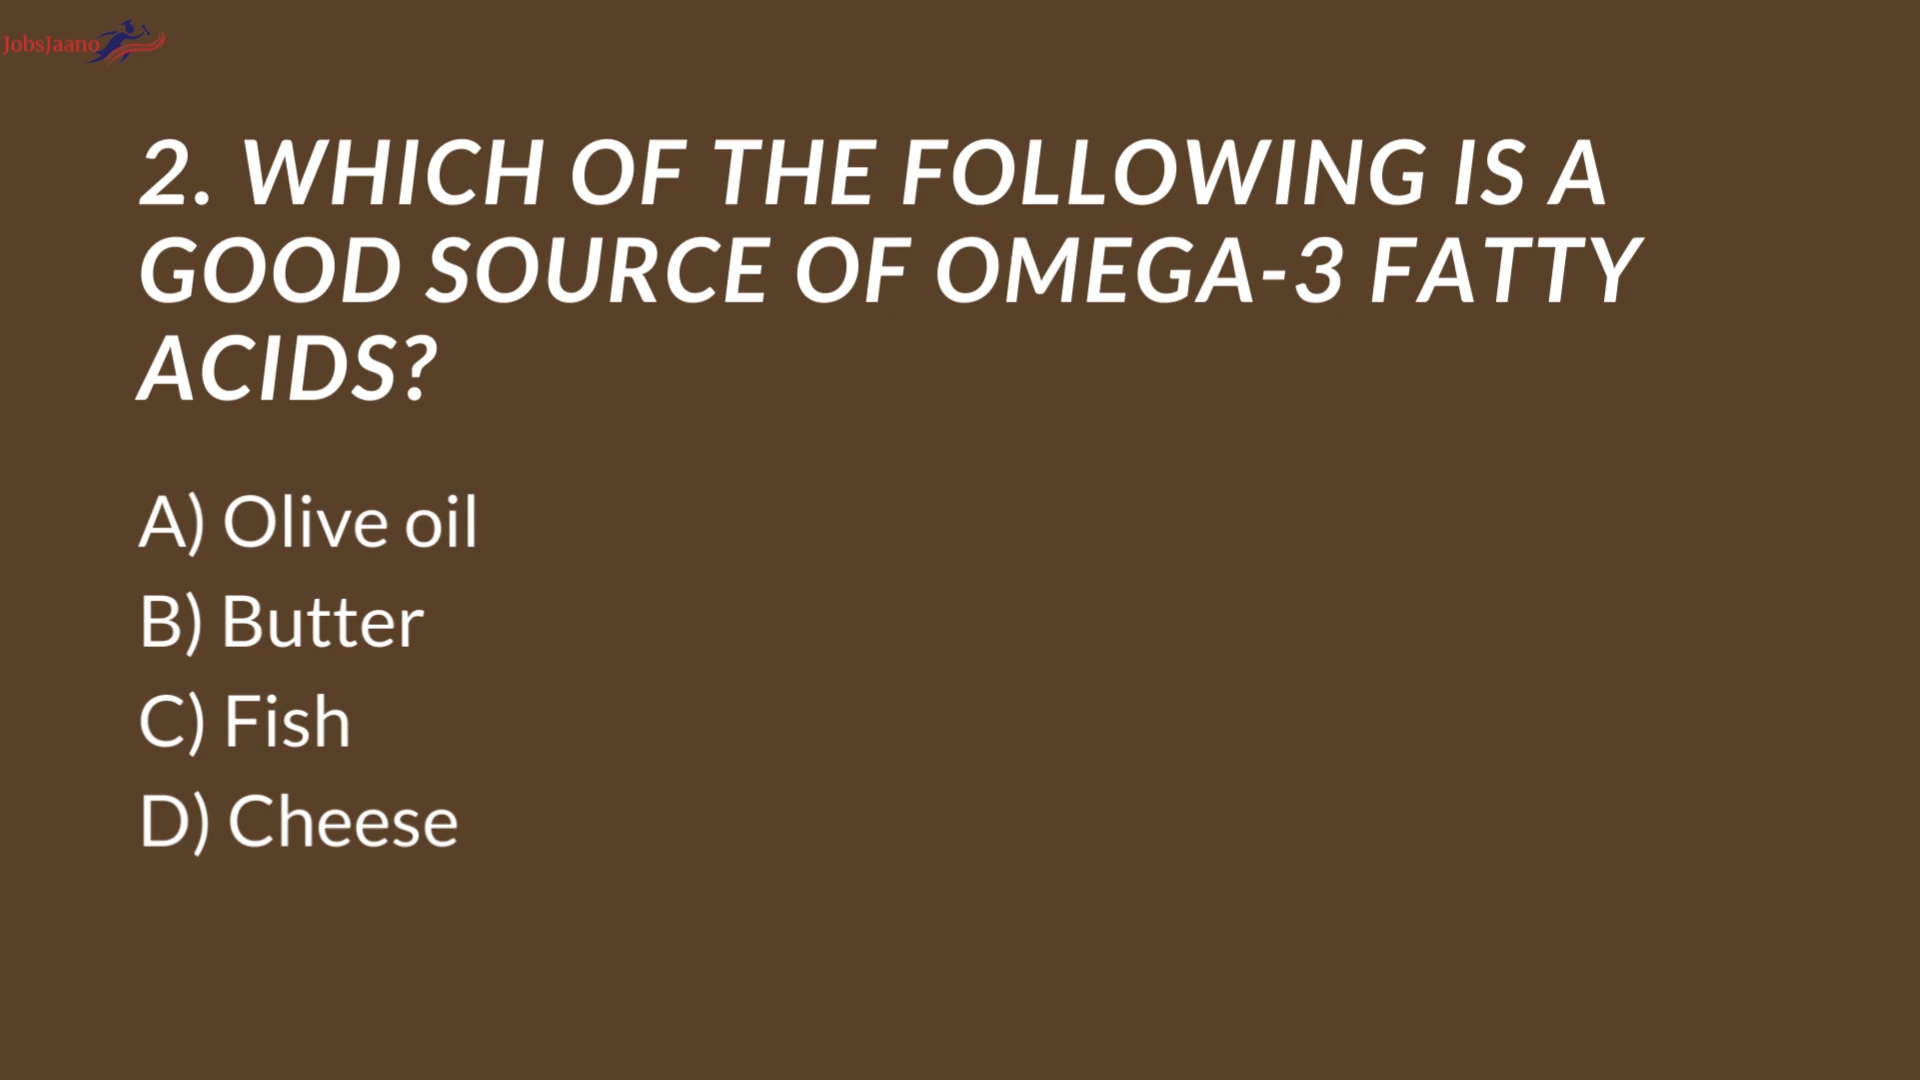 JobsJaano
2. WHICH OF THE FOLLOWING IS A
GOOD SOURCE OF OMEGA-3 FATTY
ACIDS?
A) Olive oil
B) Butter
C) Fish
D) Cheese